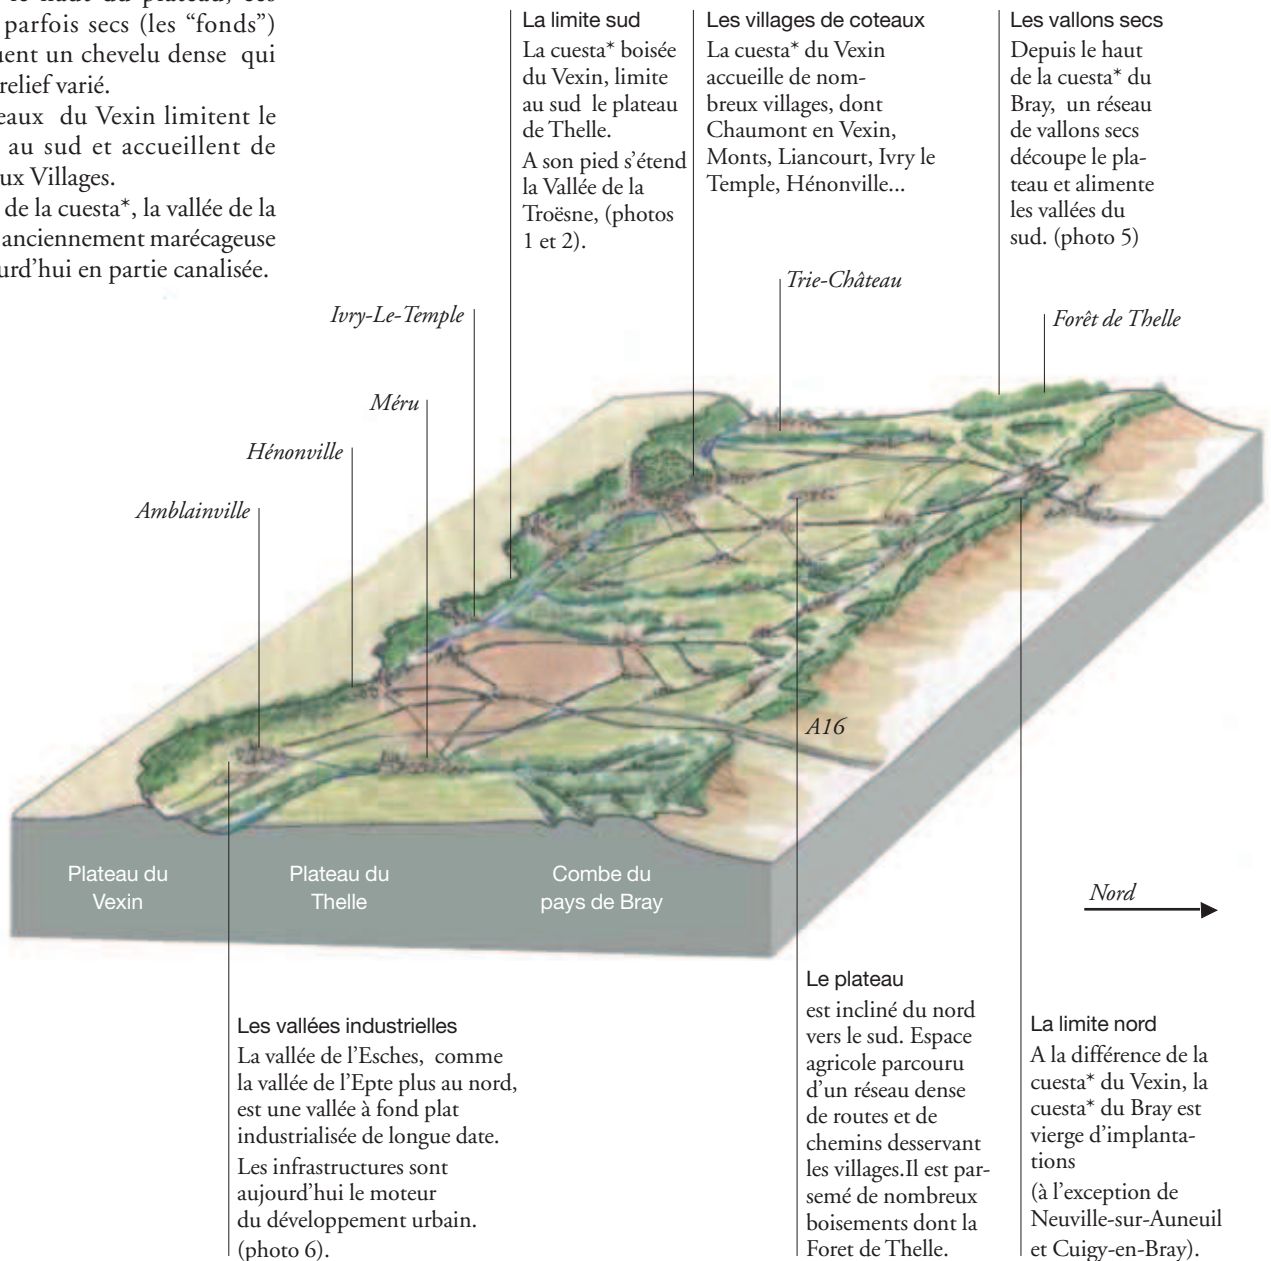 le haut du plateau, ces
parfois secs (les “fonds”)
uent un chevelu dense qui
relief varié.
eaux du Vexin limitent le
au sud et accueillent de
ux Villages.
de la cuesta*, la vallée de la
anciennement marécageuse
urd'hui en partie canalisée.
La limite sud
La cuesta* boisée
du Vexin, limite
au sud le plateau
de Thelle.
A son pied s'étend
la Vallée de la
Troësne, (photos
1 et 2).
Les villages de coteaux
La cuesta* du Vexin
accueille de nom-
breux villages, dont
Chaumont en Vexin,
Monts, Liancourt, Ivry le
Temple, Hénonville...
Les vallons secs
Depuis le haut
de la cuesta* du
Bray, un réseau
de vallons secs
découpe le pla-
teau et alimente
les vallées du
sud. (photo 5)
Trie-Château
Ivry-Le-Temple
Forêt de Thelle
Méru
Hénonville
Amblainville
A16
Plateau du
Vexin
Plateau du
Thelle
Combe du
pays de Bray
Nord
Les vallées industrielles
La vallée de l’Esches, comme
la vallée de l’Epte plus au nord,
est une vallée à fond plat
industrialisée de longue date.
Les infrastructures sont
aujourd’hui le moteur
du développement urbain.
(photo 6).
Le plateau
est incliné du nord
vers le sud. Espace
agricole parcouru
d’un réseau dense
de routes et de
chemins desservant
les villages.Il est par-
semé de nombreux
boisements dont la
Foret de Thelle.
La limite nord
A la différence de la
cuesta* du Vexin, la
cuesta* du Bray est
vierge d’implanta-
tions
(à l’exception de
Neuville-sur-Auneuil
et Cuigy-en-Bray).